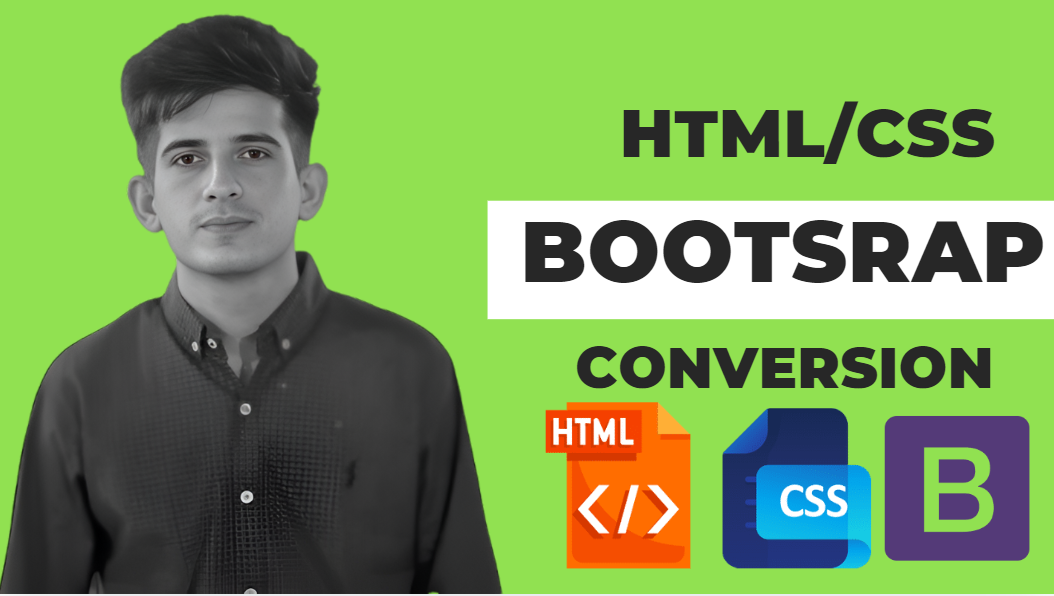 HTML/CSS
BOOTSRAP
CONVERSION
HTML
</>
CSS
B